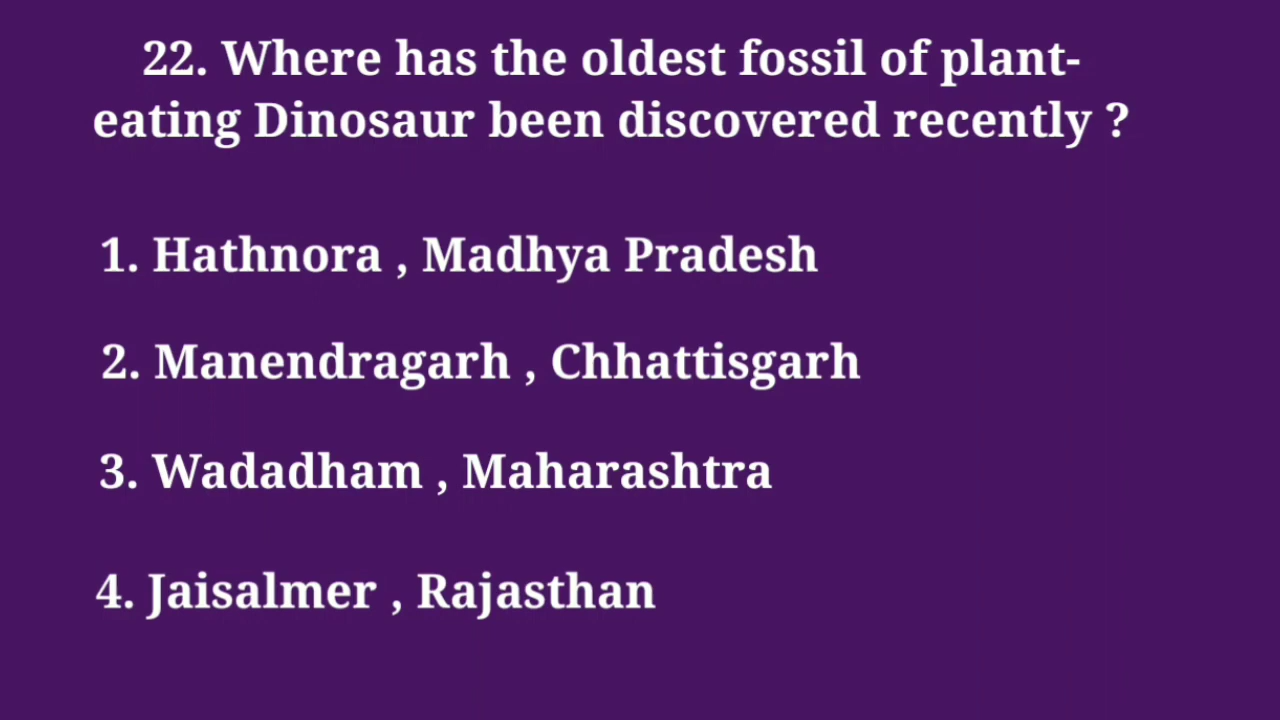 22. Where has the oldest fossil of plant-
eating Dinosaur been discovered recently ?
1. Hathnora , Madhya Pradesh
2. Manendragarh , Chhattisgarh
3. Wadadham , Maharashtra
4. Jaisalmer , Rajasthan